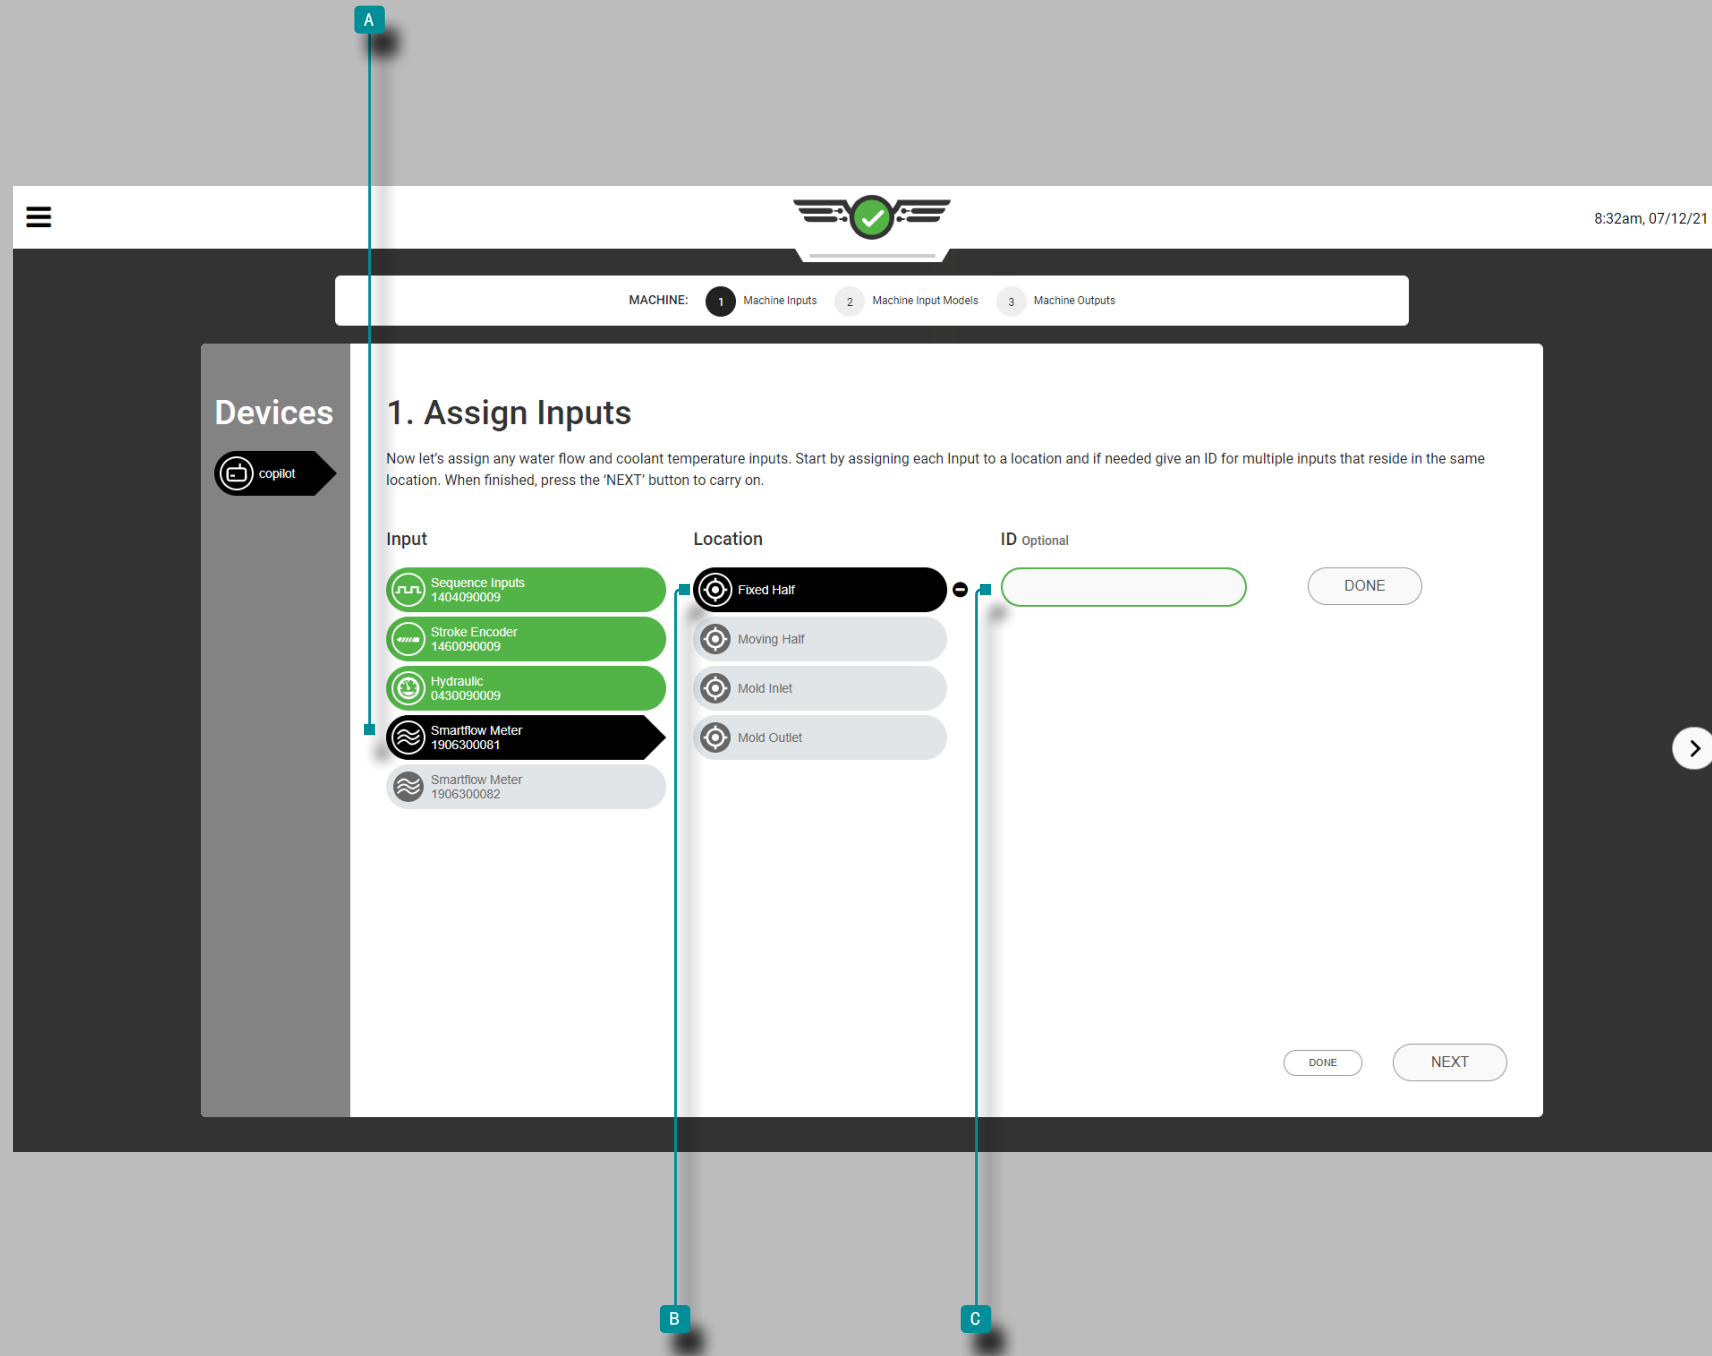 A
8:32am, 07/12/21
MACHINE: 1 Machine Inputs 2 Machine Input Models 3 Machine Outputs
Devices
copilot
1. Assign Inputs
Now let's assign any water flow and coolant temperature inputs. Start by assigning each Input to a location and if needed give an ID for multiple inputs that reside in the same
location. When finished, press the ‘NEXT’ button to carry on.
Input
Location
ID Optional
Sequence Inputs
1404090009
Stroke Encoder
1460090009
Hydraulic
0430090009
Smartflow Meter
1906300081
Smartflow Meter
1906300082
Fixed Half
Moving Half
Mold Inlet
Mold Outlet
DONE
DONE
NEXT
B
C